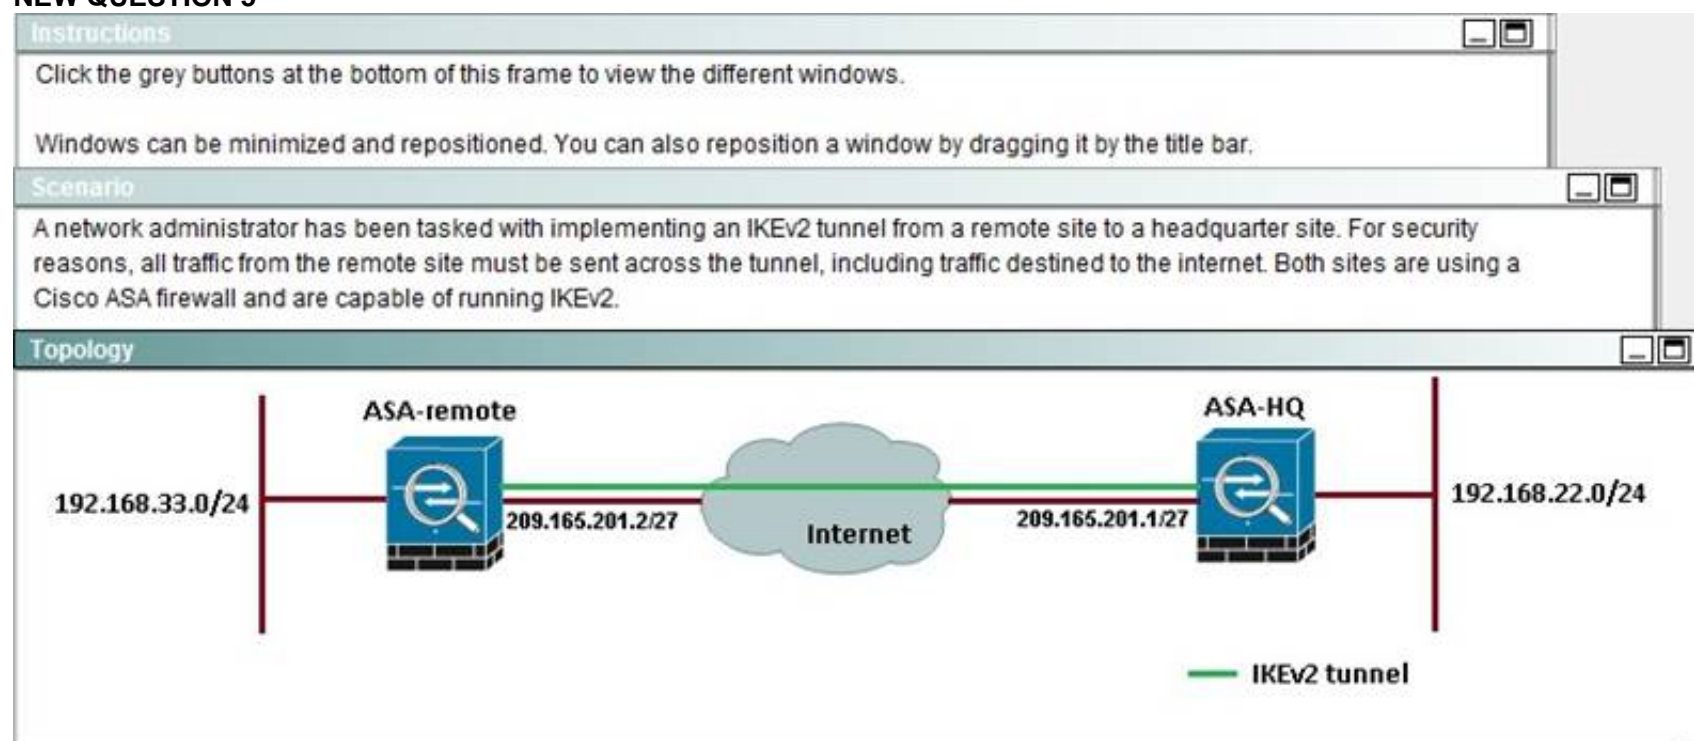 NEW QUESTION 5
Instructions
Click the grey buttons at the bottom of this frame to view the different windows.
Windows can be minimized and repositioned. You can also reposition a window by dragging it by the title bar.
Scenario
A network administrator has been tasked with implementing an IKEv2 tunnel from a remote site to a headquarter site. For security
reasons, all traffic from the remote site must be sent across the tunnel, including traffic destined to the internet. Both sites are using a
Cisco ASA firewall and are capable of running IKEv2.
Topology
ASA-remote
ASA-HQ
192.168.33.0/24
209.165.201.2/27
Internet
209.165.201.1/27
192.168.22.0/24
IKEv2 tunnel